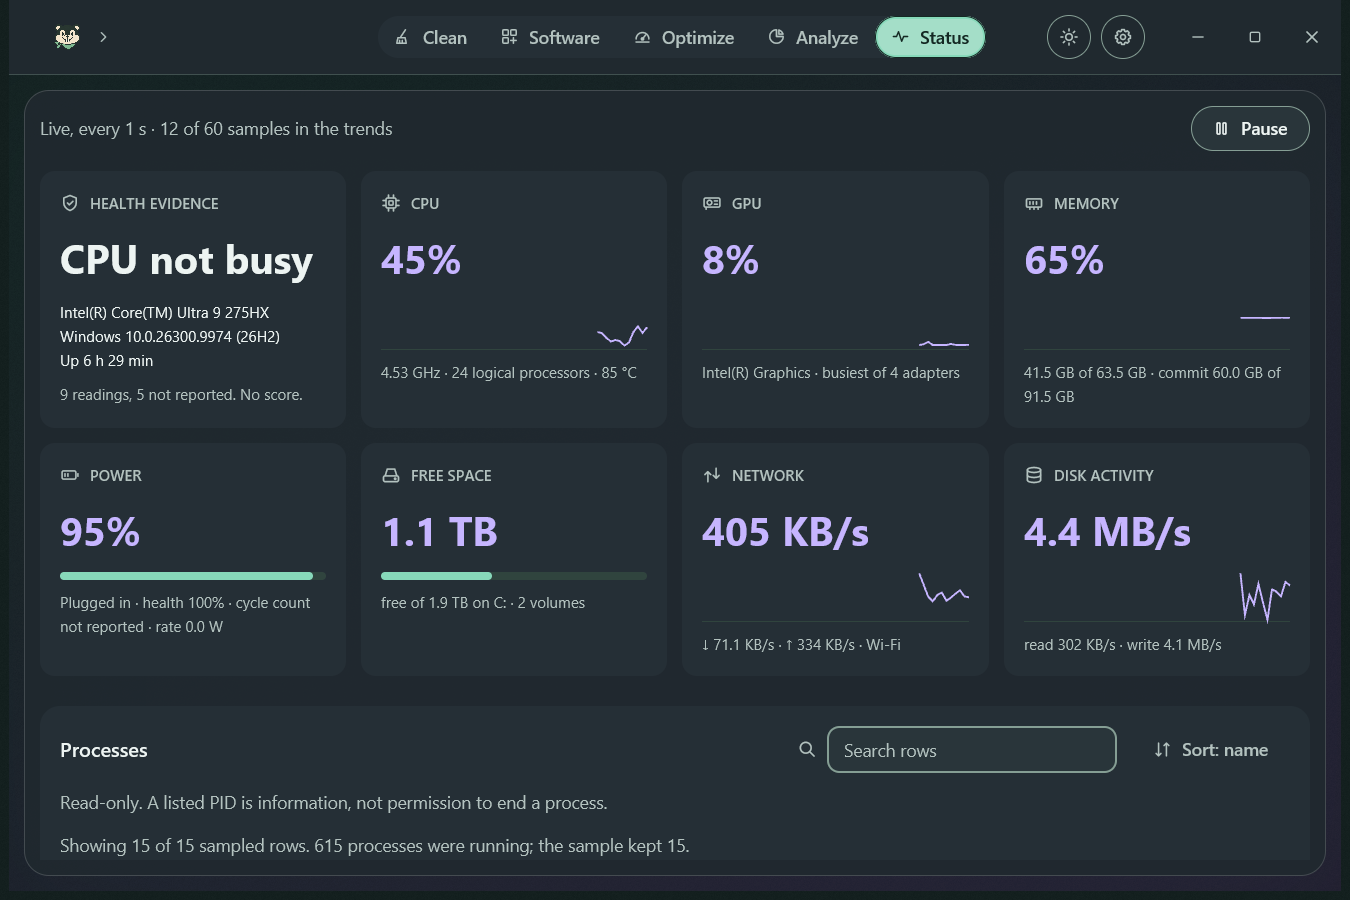 Clean
Software
Optimize
Analyze
Status
Live, every 1 s · 12 of 60 samples in the trends
Pause
HEALTH EVIDENCE
CPU not busy
Intel(R) Core(TM) Ultra 9 275HX
Windows 10.0.26300.9974 (26H2)
Up 6 h 29 min
9 readings, 5 not reported. No score.
CPU
45%
4.53 GHz · 24 logical processors · 85 °C
GPU
8%
Intel(R) Graphics · busiest of 4 adapters
MEMORY
65%
41.5 GB of 63.5 GB · commit 60.0 GB of
91.5 GB
POWER
95%
Plugged in · health 100% · cycle count
not reported · rate 0.0 W
FREE SPACE
1.1 TB
free of 1.9 TB on C: · 2 volumes
NETWORK
405 KB/s
↓ 71.1 KB/s · ↑ 334 KB/s · Wi-Fi
DISK ACTIVITY
4.4 MB/s
read 302 KB/s · write 4.1 MB/s
Processes
Search rows
Sort: name
Read-only. A listed PID is information, not permission to end a process.
Showing 15 of 15 sampled rows. 615 processes were running; the sample kept 15.